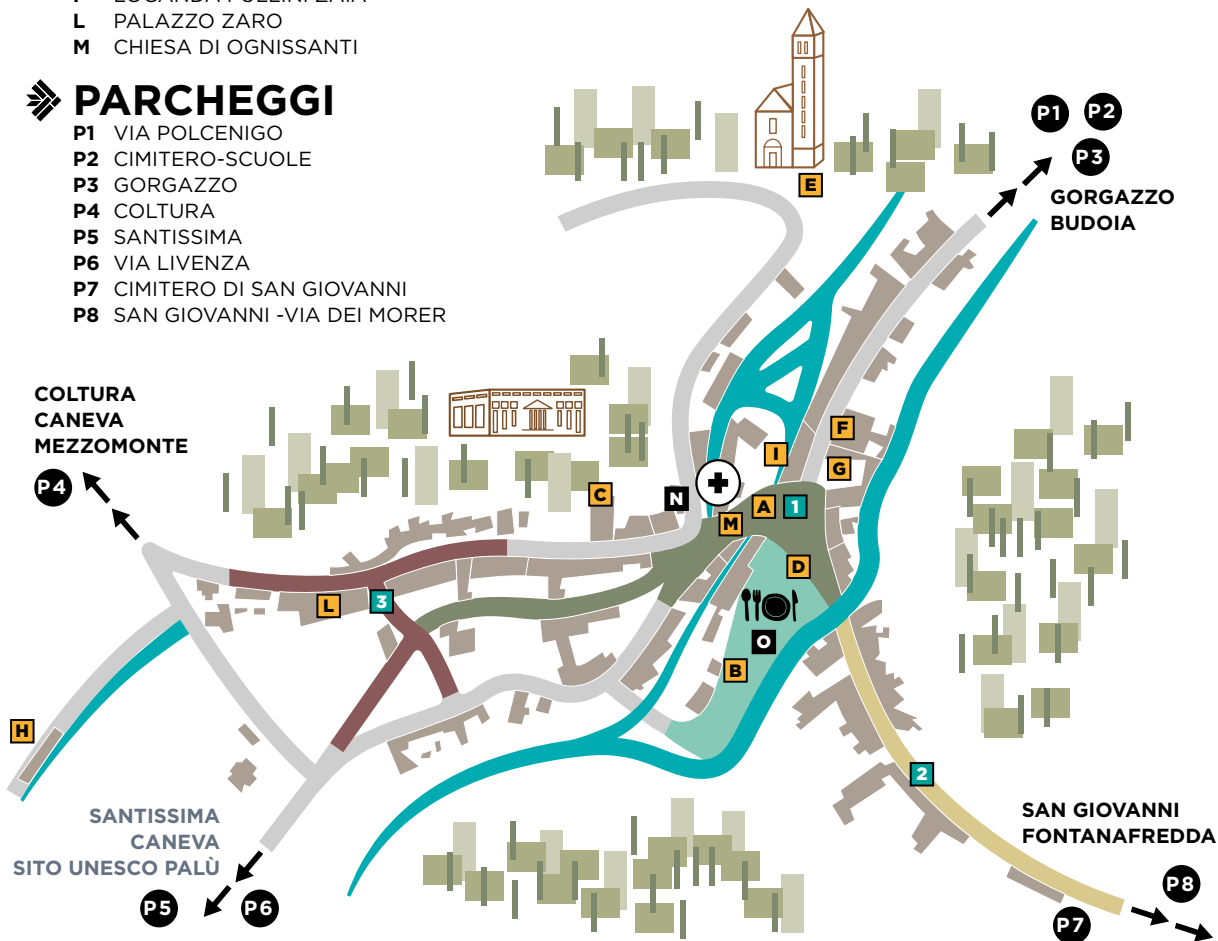 L PALAZZO ZARO
M CHIESA DI OGNISSANTI
PARCHEGGI
P1 VIA POLCENIGO
P2 CIMITERO-SCUOLE
P3 GORGAZZO
P4 COLTURA
P5 SANTISSIMA
P6 VIA LIVENZA
P7 CIMITERO DI SAN GIOVANNI
P8 SAN GIOVANNI -VIA DEI MORER
P1 P2
P3
GORGAZZO
BUDOIA
E
COLTURA
CANEVA
MEZZOMONTE
P4
F
I
G
C
N
A
1
M
D
L
3
O
B
H
2
SANTISSIMA
CANEVA
SITO UNESCO PALÙ
P5 P6
SAN GIOVANNI
FONTANAFREDDA
P8
P7